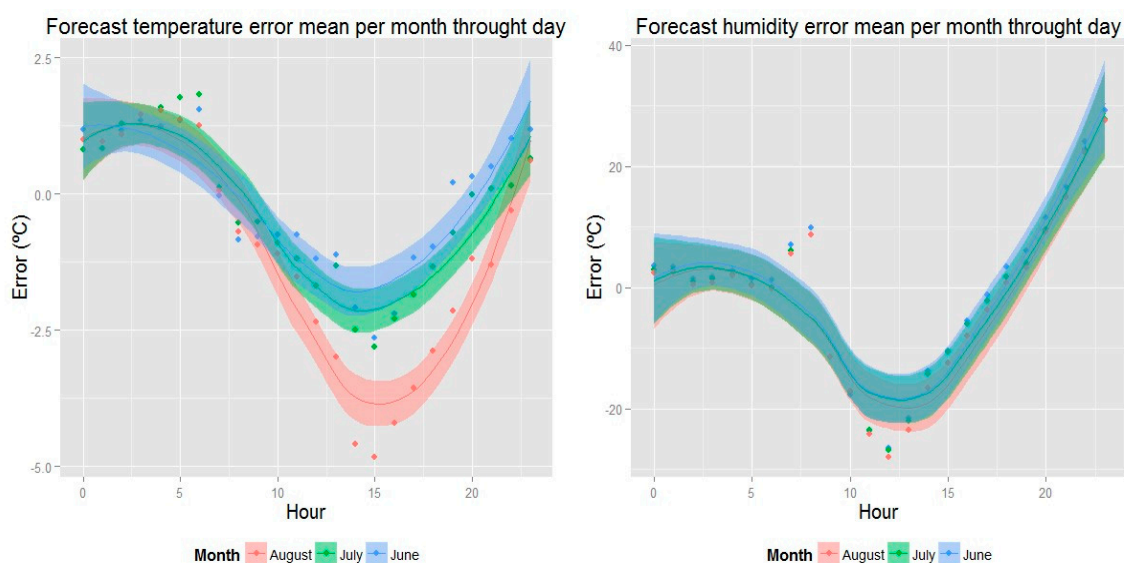 Forecast temperature error mean per month throught day
2.5
0.0
-2.5
-5.0
Error (ºC)
0 5 10 15 20
Hour
Month August July June
Forecast humidity error mean per month throught day
40
20
0
-20
Error (ºC)
0 5 10 15 20
Hour
Month August July June